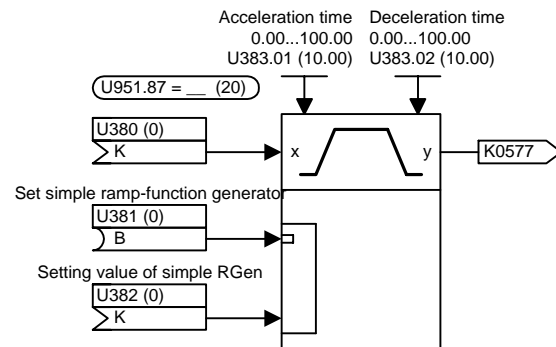 Acceleration time
0.00...100.00
U383.01 (10.00)
Deceleration time
0.00...100.00
U383.02 (10.00)
U951.87 = __ (20)
U380 (0)
K
x
y
K0577
Set simple ramp-function generator
U381 (0)
B
Setting value of simple RGen
U382 (0)
K